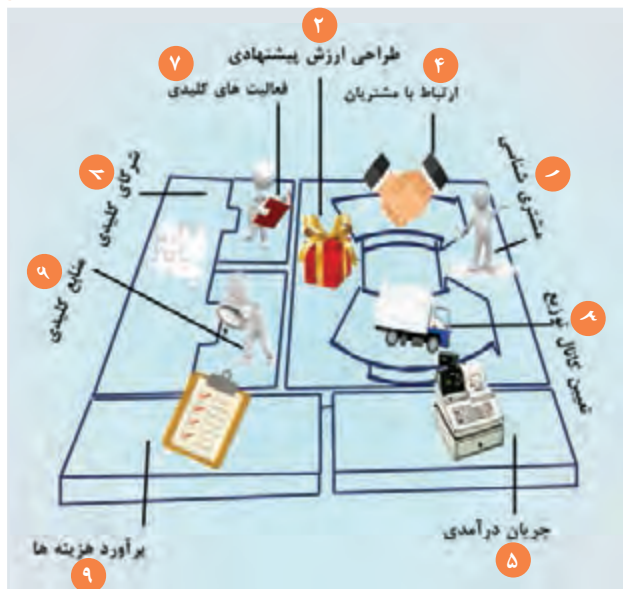 ۲
طراحی ارزش پیشنهادی
۷
فعالیت های کلیدی
۴
ارتباط با مشتریان
۱
مشتری شناسی
۸
شرکای کلیدی
۶
منابع کلیدی
۳
تعیین کانال توزیع
جریان درآمدی
۵
برآورد هزینه ها
۹